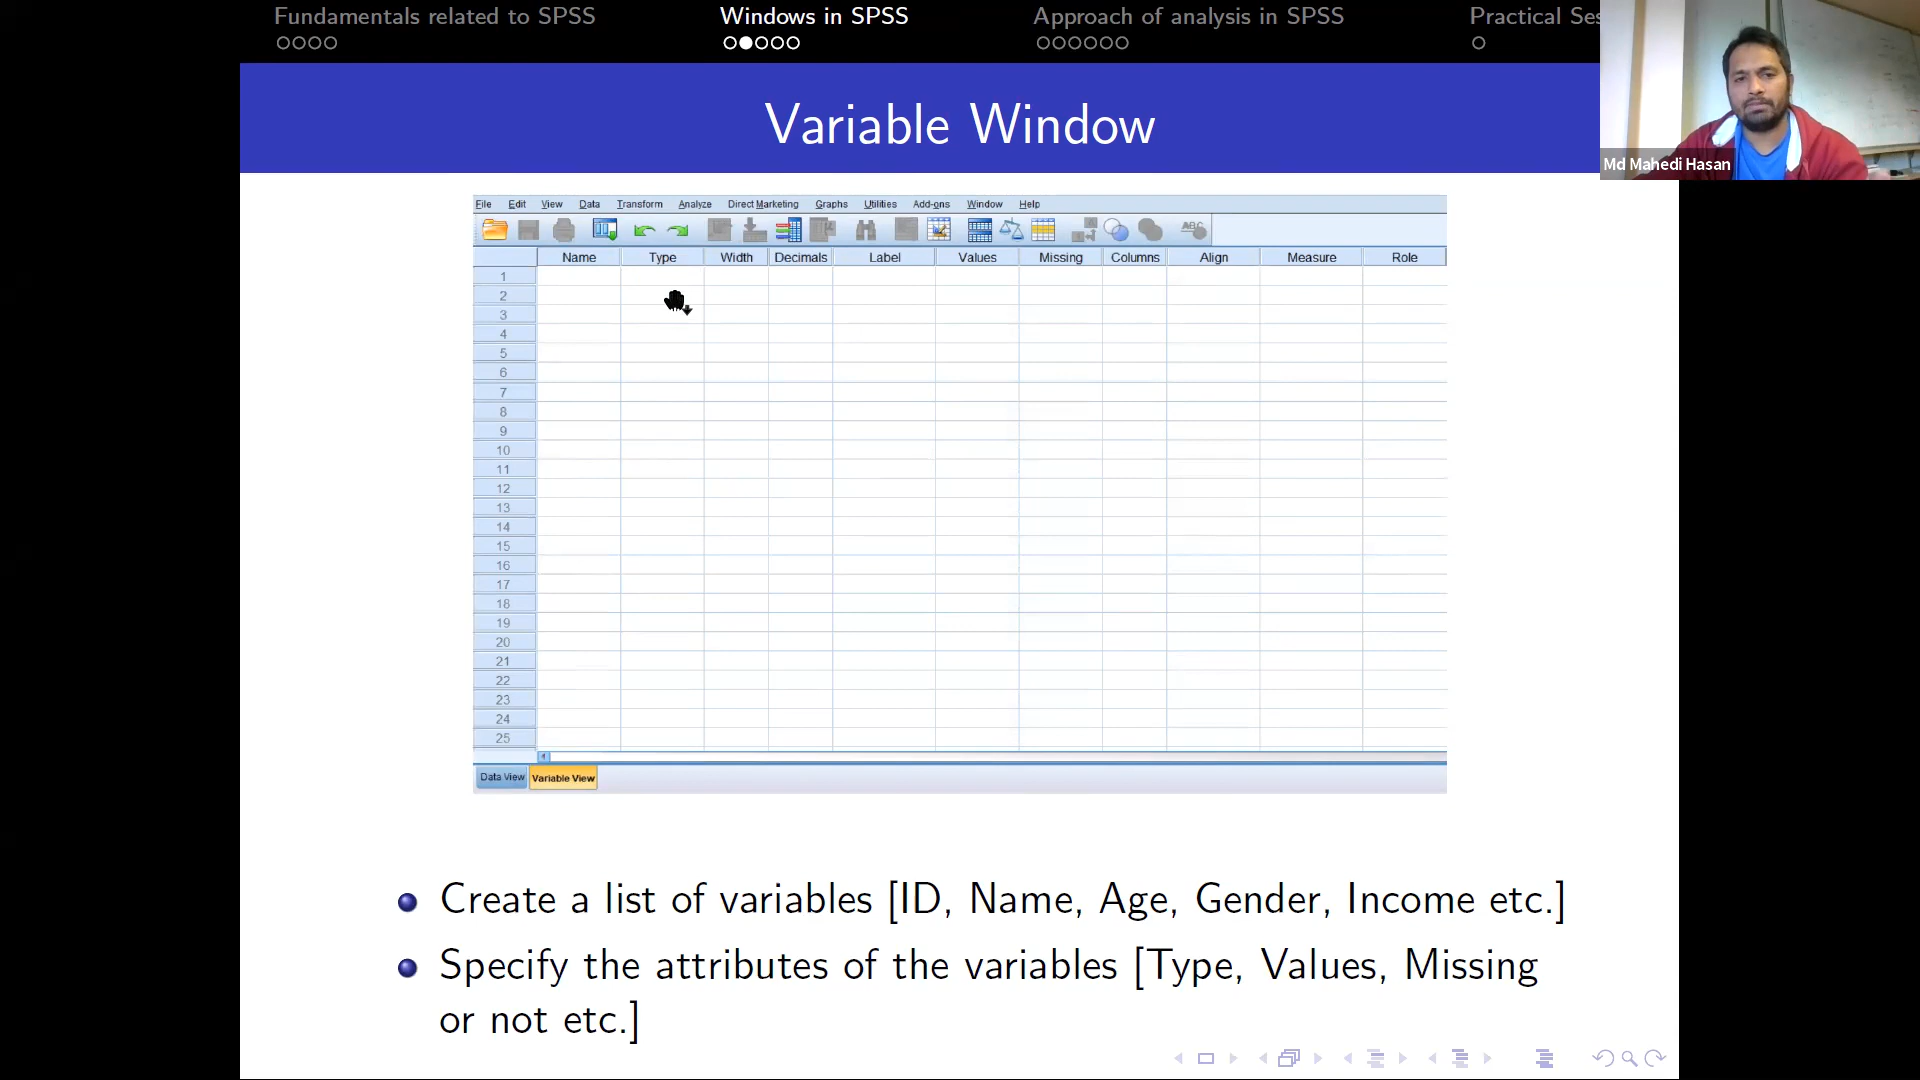 Fundamentals related to SPSS Windows in SPSS Approach of analysis in SPSS Practical Ses
Variable Window
Md Mahedi Hasan
File Edit View Data Transform Analyze Direct Marketing Graphs Utilities Add-ons Window Help
Name Type Width Decimals Label Values Missing Columns Align Measure Role
1
2
3
4
5
6
7
8
9
10
11
12
13
14
15
16
17
18
19
20
21
22
23
24
25
Data View Variable View
Create a list of variables [ID, Name, Age, Gender, Income etc.]
Specify the attributes of the variables [Type, Values, Missing
or not etc.]